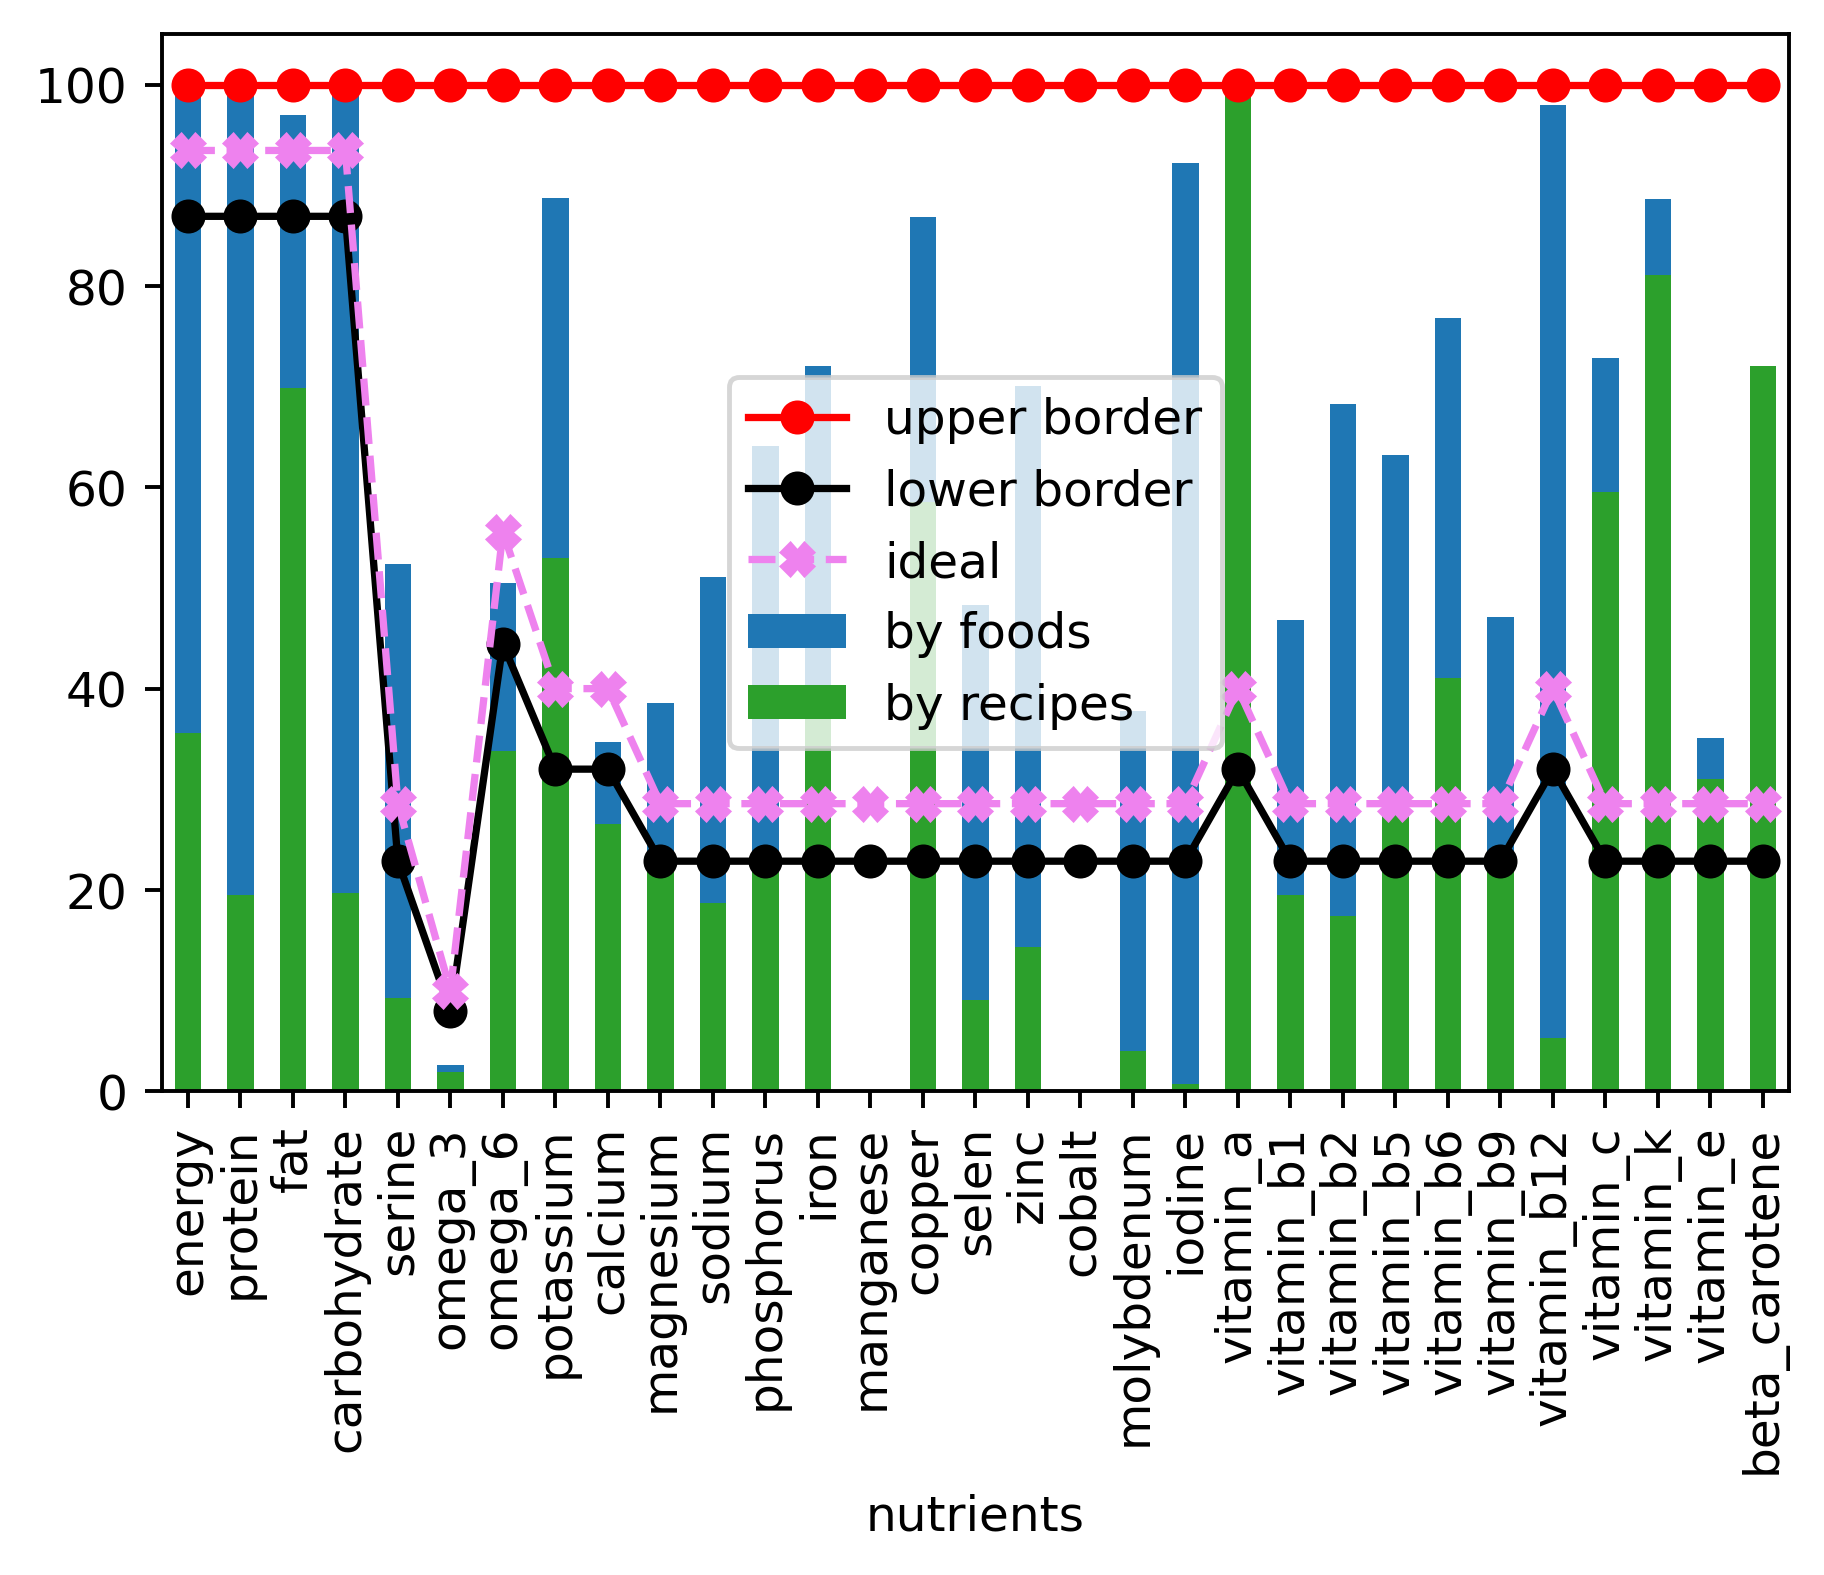 100
80
60
40
20
0
upper border
lower border
ideal
by foods
by recipes
energy
protein
fat
carbohydrate
serine
omega_3
omega_6
potassium
calcium
magnesium
sodium
phosphorus
iron
manganese
copper
selen
zinc
cobalt
molybdenum
iodine
vitamin_a
vitamin_b1
vitamin_b2
vitamin_b5
vitamin_b6
vitamin_b9
vitamin_b12
vitamin_c
vitamin_k
vitamin_e
beta_carotene
nutrients